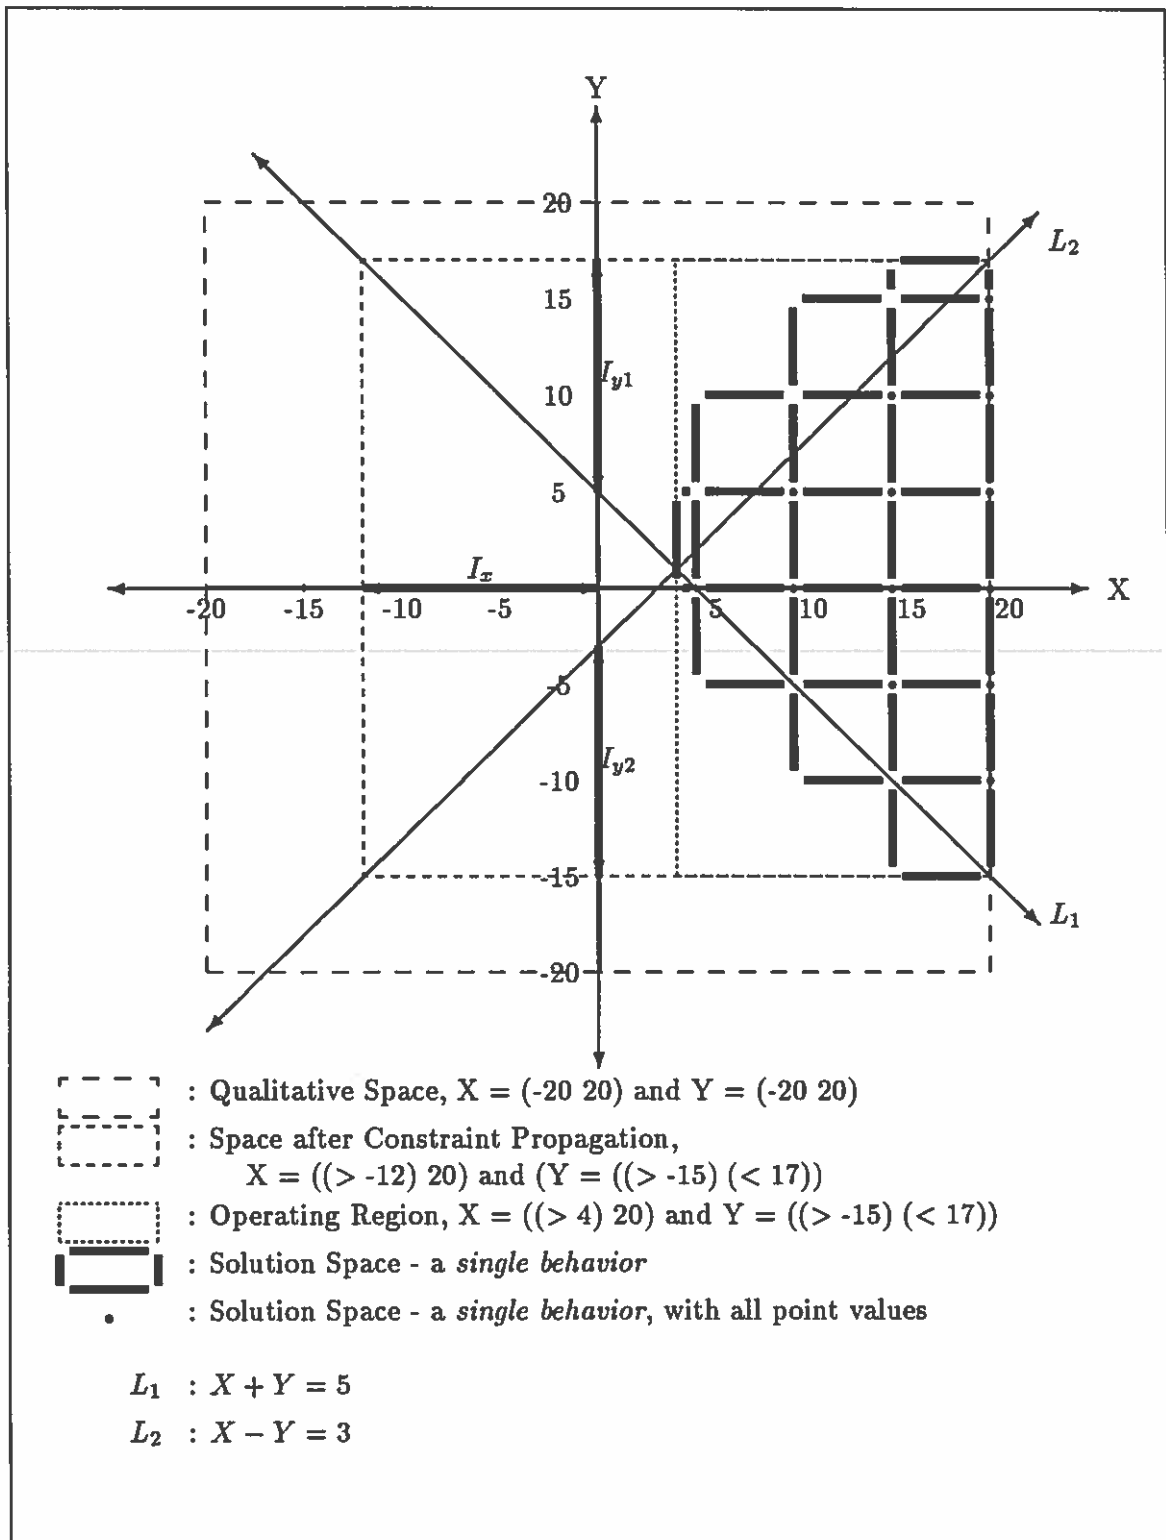 Y
20
L₂
15
I_y1
10
5
I_x
X
-20 -15 -10 -5 5 10 15 20
-5
I_y2
-10
-15
L₁
-20
: Qualitative Space, X = (-20 20) and Y = (-20 20)
: Space after Constraint Propagation,
X = ((> -12) 20) and (Y = ((> -15) (< 17))
: Operating Region, X = ((> 4) 20) and Y = ((> -15) (< 17))
: Solution Space - a single behavior
: Solution Space - a single behavior, with all point values
L₁ : X + Y = 5
L₂ : X − Y = 3